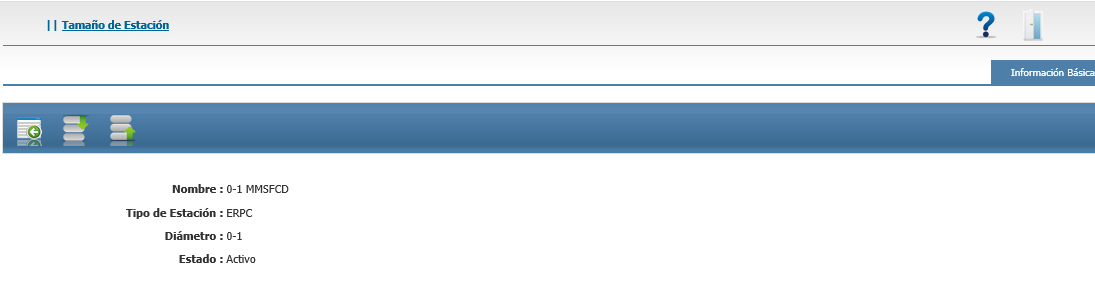 || Tamaño de Estación
Información Básica
Nombre : 0-1 MMSFCD
Tipo de Estación : ERPC
Diámetro : 0-1
Estado : Activo